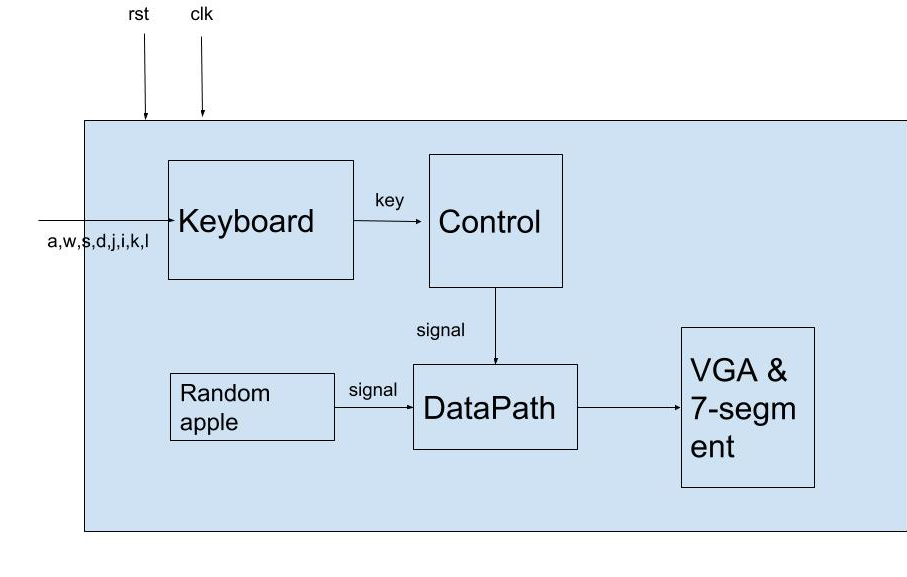 rst
clk
a,w,s,d,j,i,k,l
Keyboard
key
Control
signal
Random
apple
signal
DataPath
VGA &
7-segm
ent